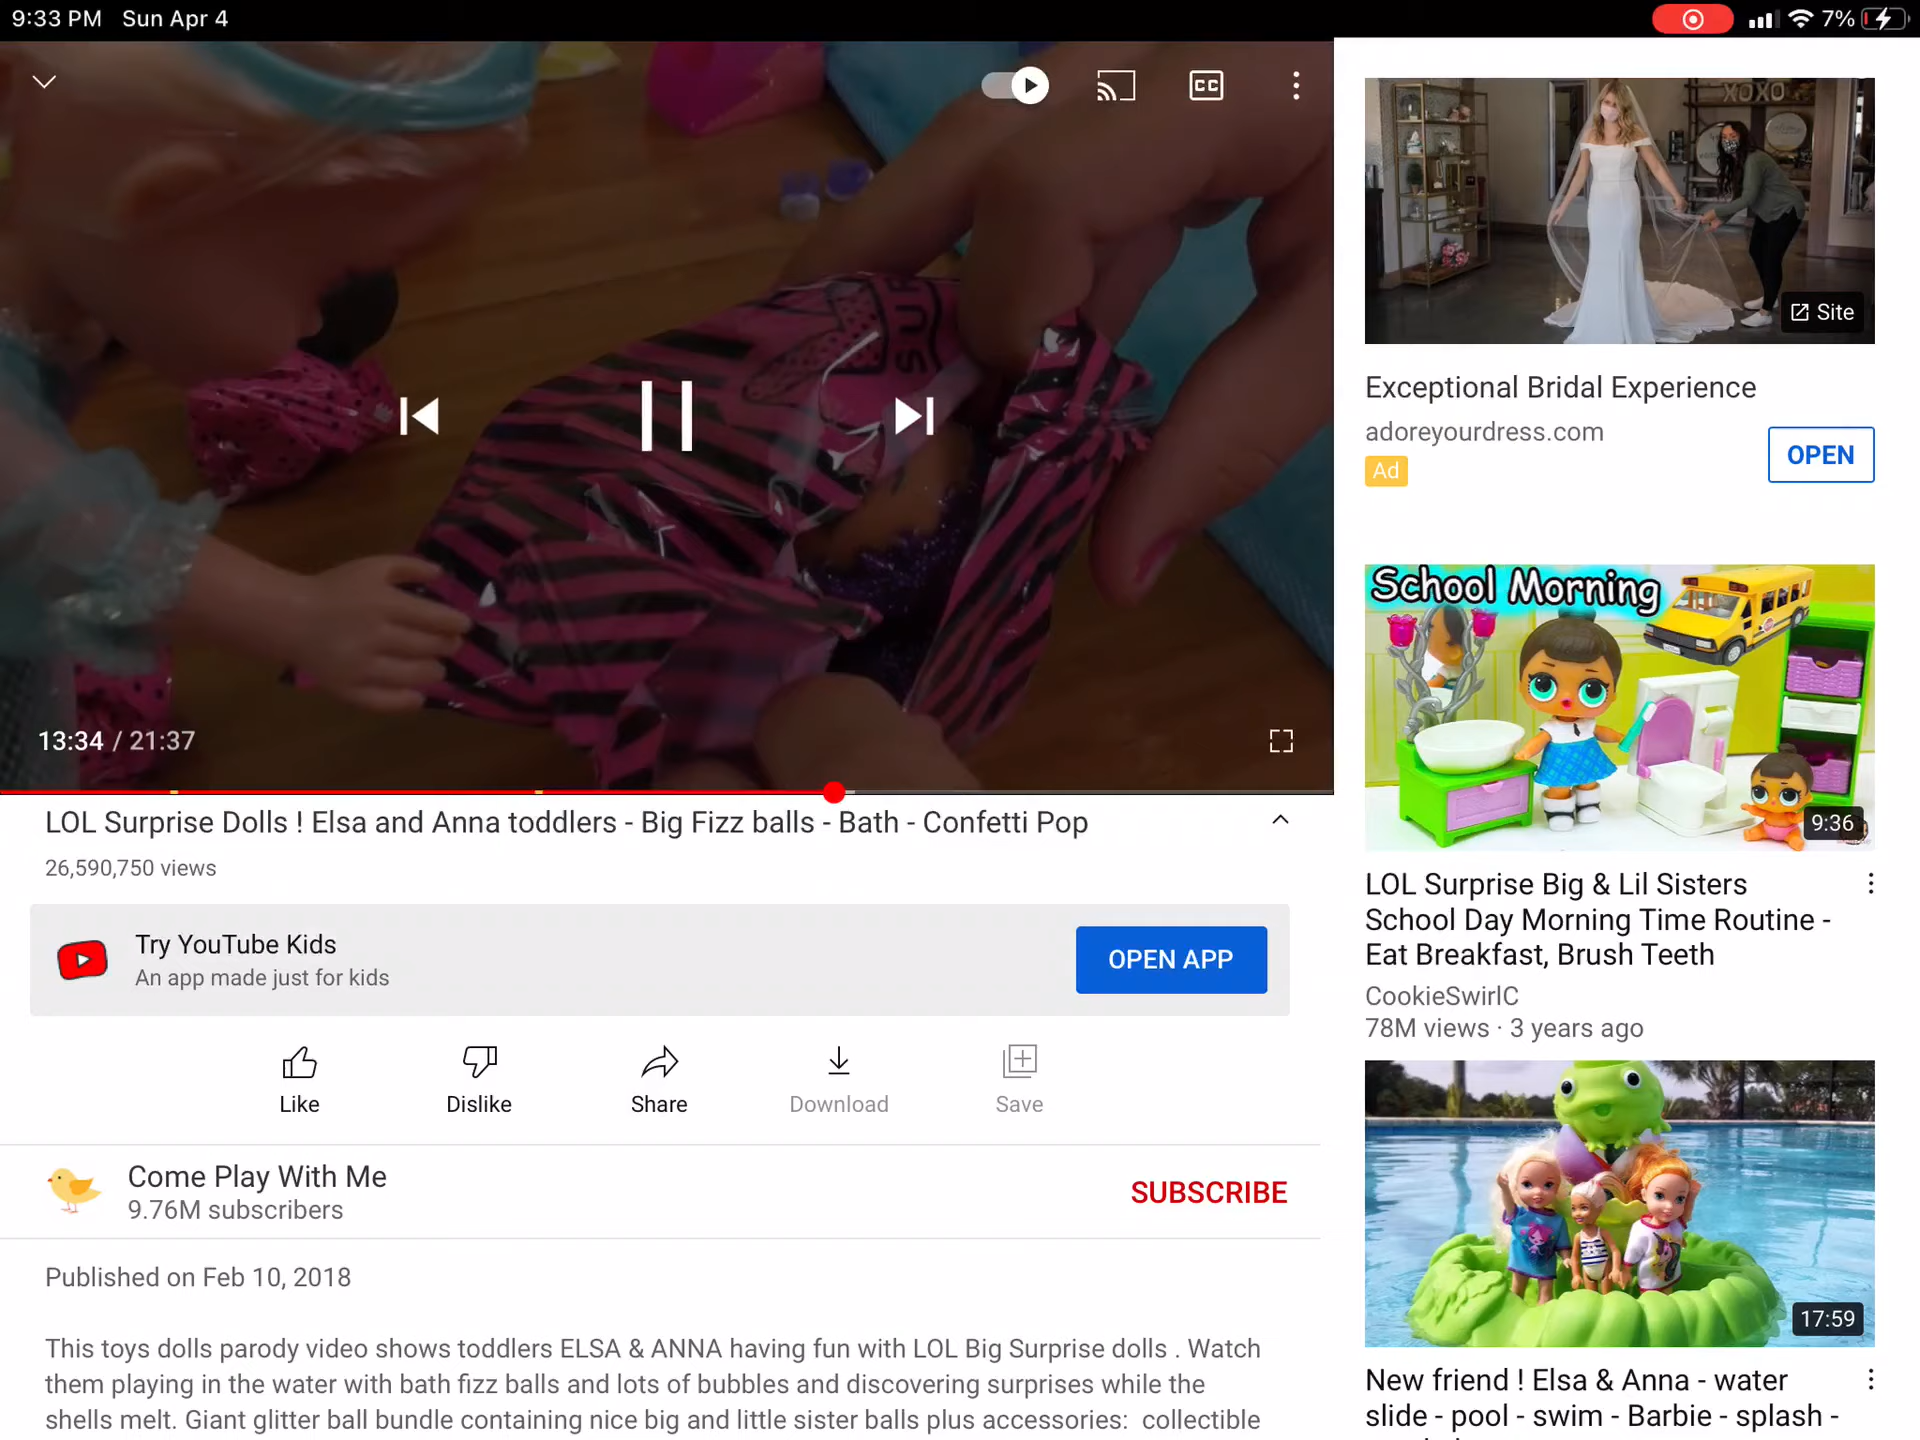 9:33 PM Sun Apr 4
7%
CC
SUR
13:34 / 21:37
LOL Surprise Dolls ! Elsa and Anna toddlers - Big Fizz balls - Bath - Confetti Pop
26,590,750 views
Try YouTube Kids
An app made just for kids
OPEN APP
Like
Dislike
Share
Download
Save
Come Play With Me
9.76M subscribers
SUBSCRIBE
Published on Feb 10, 2018
This toys dolls parody video shows toddlers ELSA & ANNA having fun with LOL Big Surprise dolls . Watch
them playing in the water with bath fizz balls and lots of bubbles and discovering surprises while the
shells melt. Giant glitter ball bundle containing nice big and little sister balls plus accessories: collectible
XOXO
Site
Exceptional Bridal Experience
adoreyourdress.com
Ad
OPEN
School Morning
9:36
LOL Surprise Big & Lil Sisters
School Day Morning Time Routine -
Eat Breakfast, Brush Teeth
CookieSwirlC
78M views · 3 years ago
17:59
New friend ! Elsa & Anna - water
slide - pool - swim - Barbie - splash -